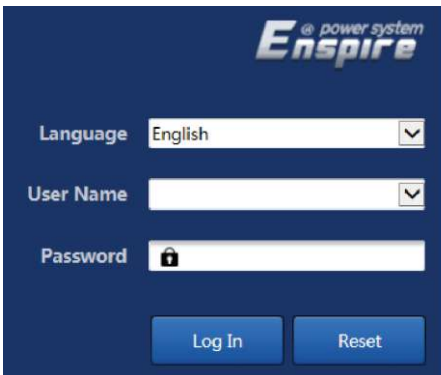 @ power system
Enspire
Language English
User Name
Password
Log In Reset